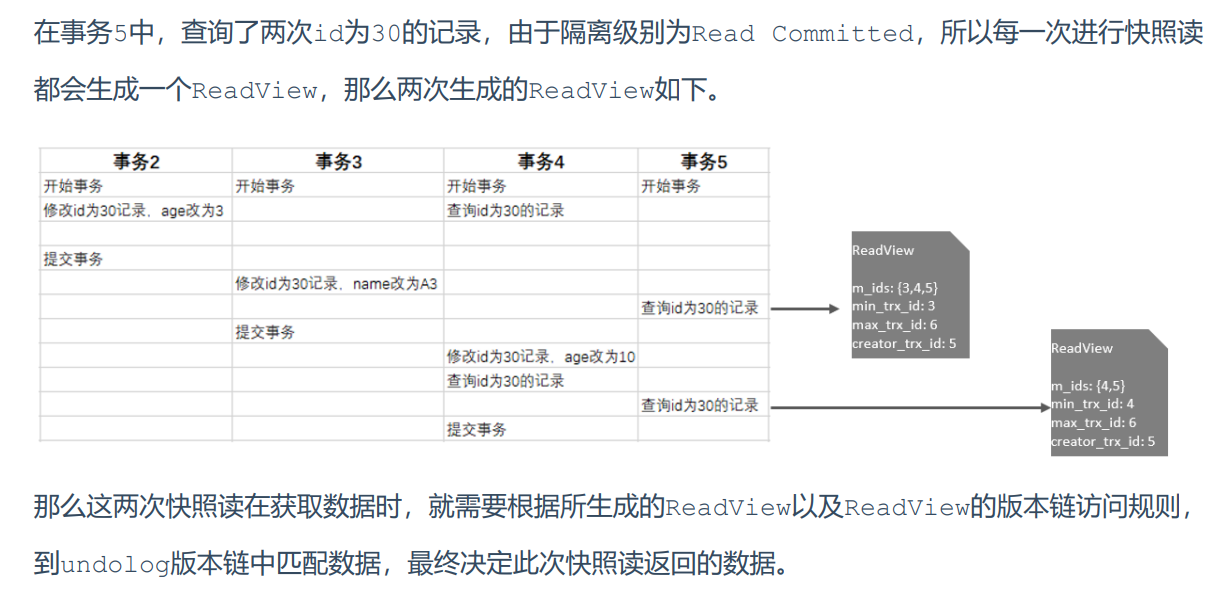 在事务5中，查询了两次id为30的记录，由于隔离级别为Read Committed，所以每一次进行快照读
都会生成一个ReadView，那么两次生成的ReadView如下。
事务2 事务3 事务4 事务5
开始事务 开始事务 开始事务 开始事务
修改id为30记录，age改为3 查询id为30的记录
提交事务
修改id为30记录，name改为A3
查询id为30的记录
提交事务
修改id为30记录，age改为10
查询id为30的记录
查询id为30的记录
提交事务
ReadView
m_ids: {3,4,5}
min_trx_id: 3
max_trx_id: 6
creator_trx_id: 5
ReadView
m_ids: {4,5}
min_trx_id: 4
max_trx_id: 6
creator_trx_id: 5
那么这两次快照读在获取数据时，就需要根据所生成的ReadView以及ReadView的版本链访问规则，
到undolog版本链中匹配数据，最终决定此次快照读返回的数据。